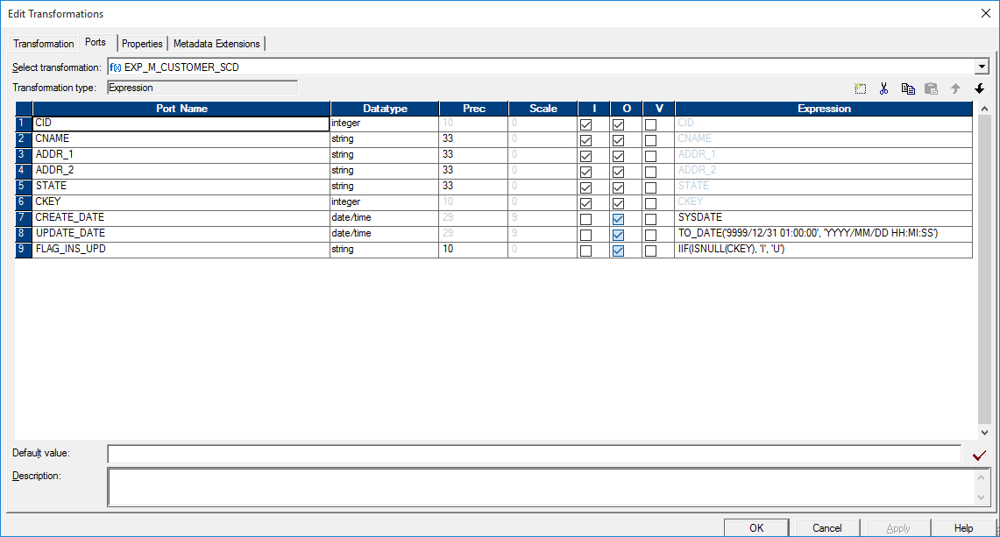 Edit Transformations
Transformation Ports Properties Metadata Extensions
Select transformation: f(x) EXP_M_CUSTOMER_SCD
Transformation type: Expression
Port Name Datatype Prec Scale I O V Expression
1 CID integer 10 0 CID
2 CNAME string 33 0 CNAME
3 ADDR_1 string 33 0 ADDR_1
4 ADDR_2 string 33 0 ADDR_2
5 STATE string 33 0 STATE
6 CKEY integer 10 0 CKEY
7 CREATE_DATE date/time 29 9 SYSDATE
8 UPDATE_DATE date/time 29 9 TO_DATE('9999/12/31 01:00:00', 'YYYY/MM/DD HH:MI:SS')
9 FLAG_INS_UPD string 10 0 IIF(ISNULL(CKEY), 'I', 'U')
Default value:
Description:
OK Cancel Apply Help